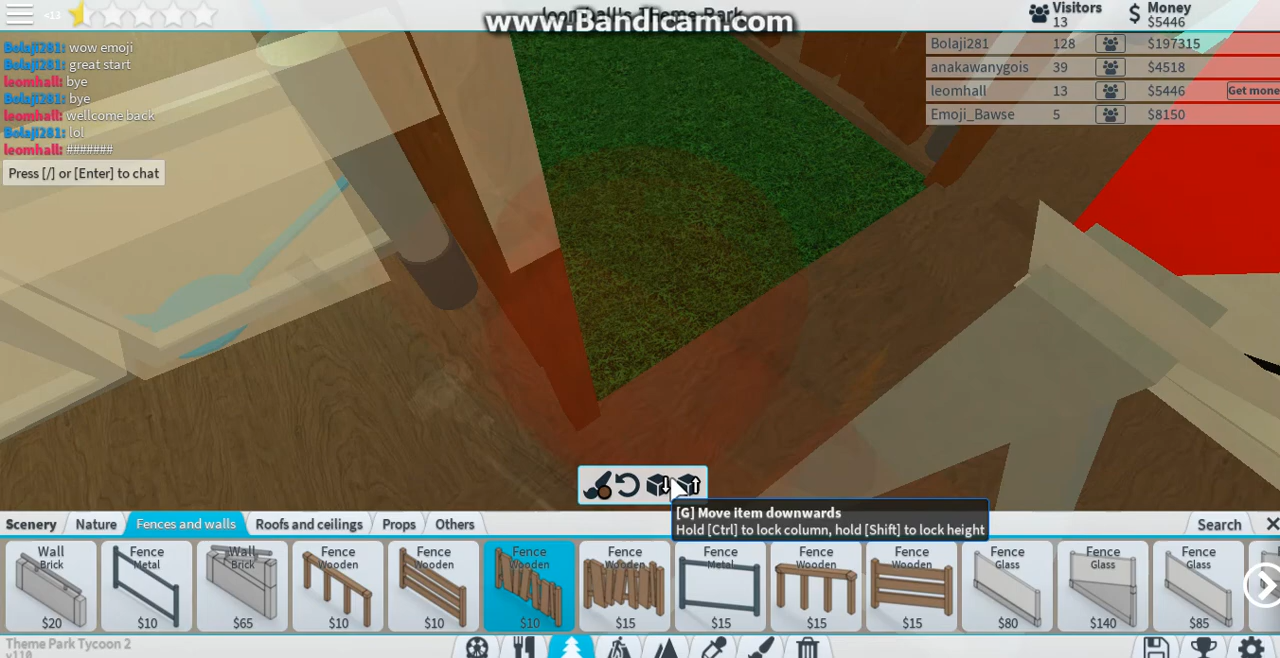 <13
leomhall's Theme Park
www.Bandicam.com
Visitors
13
Money
$5446
Bolaji281: wow emoji
Bolaji281: great start
leomhall: bye
Bolaji281: bye
leomhall: wellcome back
Bolaji281: lol
leomhall: #######
Press [/] or [Enter] to chat
Bolaji281 128 $197315
anakawanygois 39 $4518
leomhall 13 $5446 Get mone
Emoji_Bawse 5 $8150
[G] Move item downwards
Hold [Ctrl] to lock column, hold [Shift] to lock height
Scenery Nature Fences and walls Roofs and ceilings Props Others Search
Wall Brick $20
Fence Metal $10
Wall Brick $65
Fence Wooden $10
Fence Wooden $10
Fence Wooden $10
Fence Wooden $15
Fence Metal $15
Fence Wooden $15
Fence Wooden $15
Fence Glass $80
Fence Glass $140
Fence Glass $85
Theme Park Tycoon 2
v110